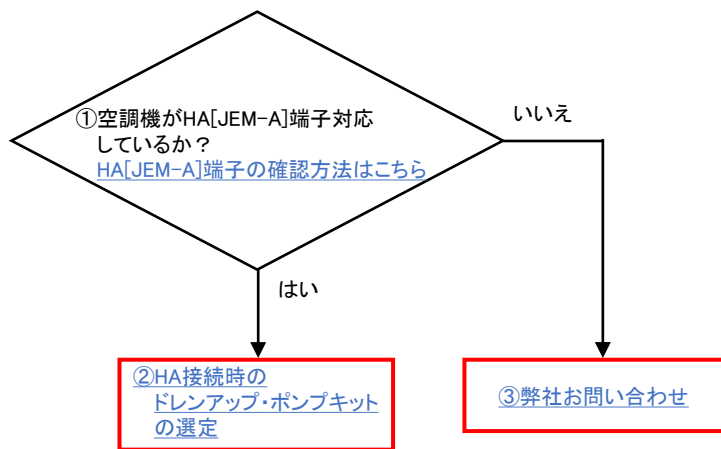 ①空調機がHA[JEM-A]端子対応
しているか？
HA[JEM-A]端子の確認方法はこちら
いいえ
はい
②HA接続時の
ドレンアップ・ポンプキット
の選定
③弊社お問い合わせ